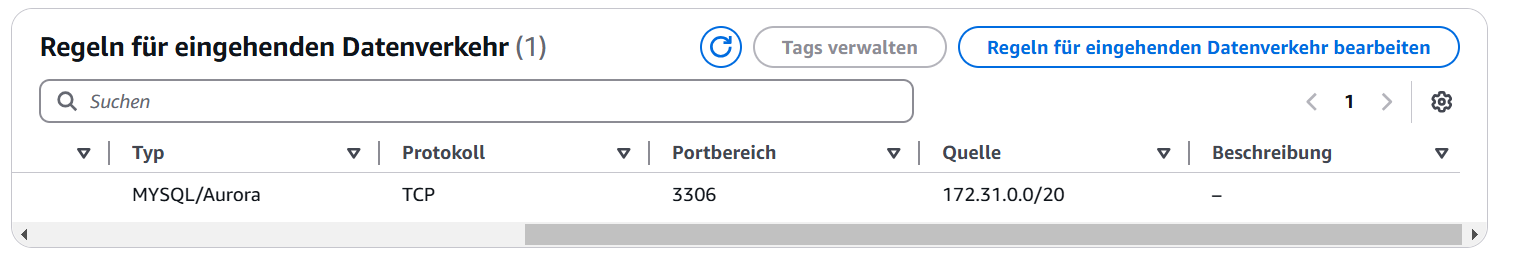 Regeln für eingehenden Datenverkehr (1)
Tags verwalten
Regeln für eingehenden Datenverkehr bearbeiten
Suchen
1
Typ Protokoll Portbereich Quelle Beschreibung
MYSQL/Aurora TCP 3306 172.31.0.0/20 –